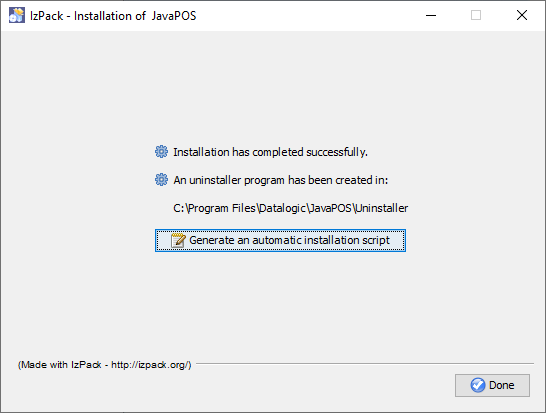 IzPack - Installation of  JavaPOS
Installation has completed successfully.
An uninstaller program has been created in:
C:\Program Files\Datalogic\JavaPOS\Uninstaller
Generate an automatic installation script
(Made with IzPack - http://izpack.org/)
Done